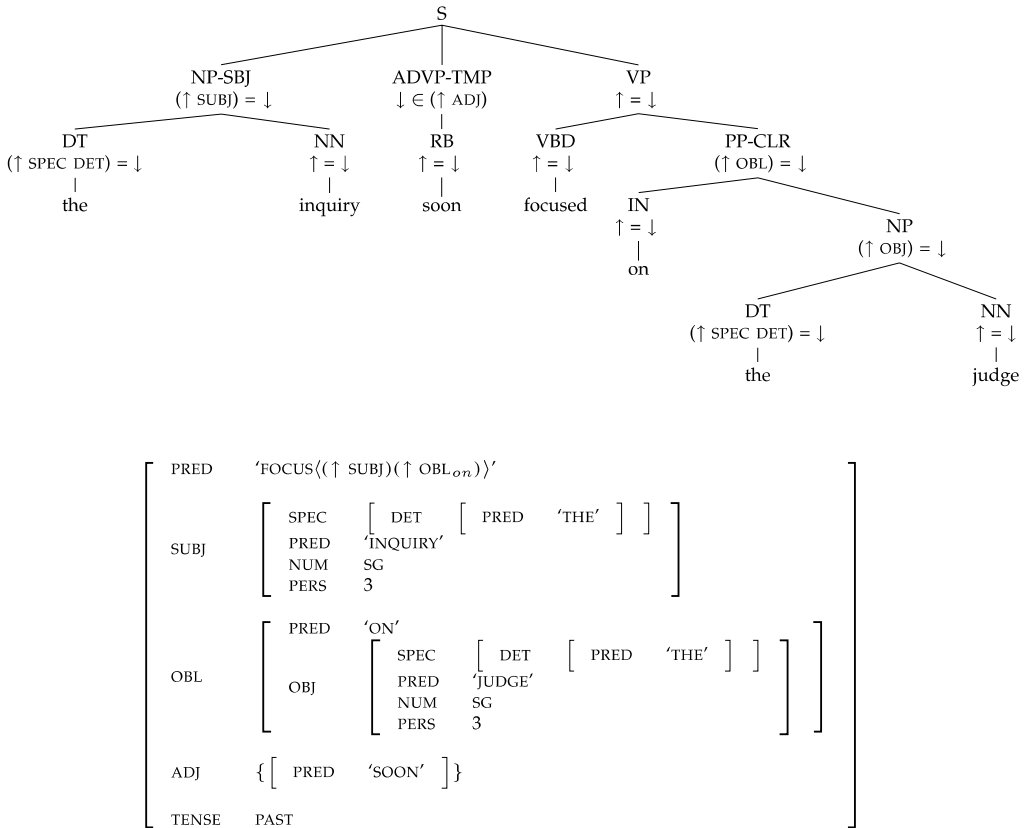 S
NP-SBJ ADVP-TMP VP
(↑ SUBJ) = ↓ ↓ ∈ (↑ ADJ) ↑ = ↓
DT NN RB VBD PP-CLR
(↑ SPEC DET) = ↓ ↑ = ↓ ↑ = ↓ ↑ = ↓ (↑ OBL) = ↓
the inquiry soon focused IN NP
↑ = ↓ (↑ OBJ) = ↓
on
DT NN
(↑ SPEC DET) = ↓ ↑ = ↓
the judge
PRED ‘FOCUS⟨(↑ SUBJ)(↑ OBL_on)⟩’
SPEC [ DET [ PRED ‘THE’ ] ]
PRED ‘INQUIRY’
SUBJ
NUM SG
PERS 3
PRED ‘ON’
SPEC [ DET [ PRED ‘THE’ ] ]
OBL
OBJ
PRED ‘JUDGE’
NUM SG
PERS 3
ADJ { [ PRED ‘SOON’ ] }
TENSE PAST